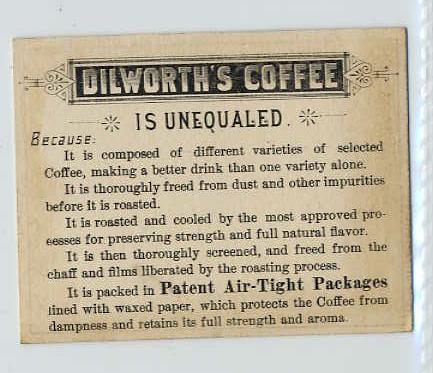 DILWORTH'S COFFEE
IS UNEQUALED.
Because:
It is composed of different varieties of selected
Coffee, making a better drink than one variety alone.
It is thoroughly freed from dust and other impurities
before it is roasted.
It is roasted and cooled by the most approved pro-
esses for preserving strength and full natural flavor.
It is then thoroughly screened, and freed from the
chaff and films liberated by the roasting process.
It is packed in Patent Air-Tight Packages
lined with waxed paper, which protects the Coffee from
dampness and retains its full strength and aroma.